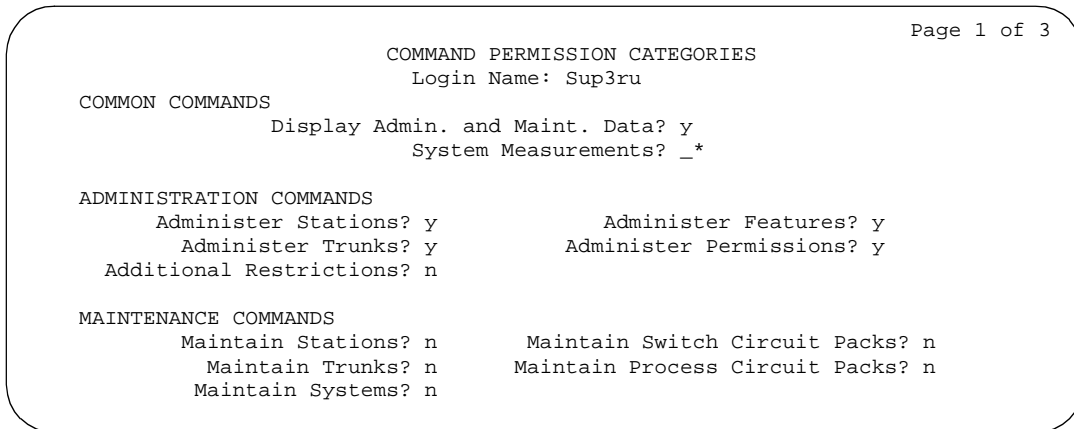 Page 1 of 3
COMMAND PERMISSION CATEGORIES
Login Name: Sup3ru
COMMON COMMANDS
Display Admin. and Maint. Data? y
System Measurements? _*
ADMINISTRATION COMMANDS
Administer Stations? y Administer Features? y
Administer Trunks? y Administer Permissions? y
Additional Restrictions? n
MAINTENANCE COMMANDS
Maintain Stations? n Maintain Switch Circuit Packs? n
Maintain Trunks? n Maintain Process Circuit Packs? n
Maintain Systems? n